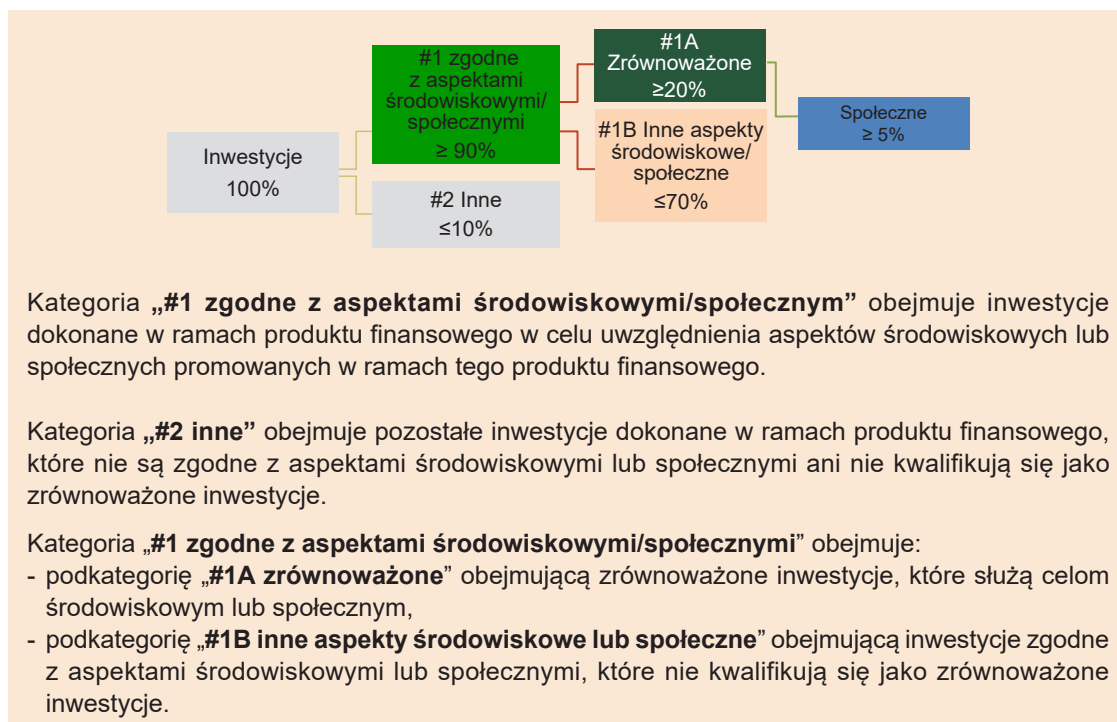 #1 zgodne
z aspektami
środowiskowymi/
społecznymi
≥ 90%
#1A
Zrównoważone
≥20%
Społeczne
≥ 5%
#1B Inne aspekty
środowiskowe/
społeczne
≤70%
Inwestycje
100%
#2 Inne
≤10%
Kategoria „#1 zgodne z aspektami środowiskowymi/społecznym” obejmuje inwestycje
dokonane w ramach produktu finansowego w celu uwzględnienia aspektów środowiskowych lub
społecznych promowanych w ramach tego produktu finansowego.
Kategoria „#2 inne” obejmuje pozostałe inwestycje dokonane w ramach produktu finansowego,
które nie są zgodne z aspektami środowiskowymi lub społecznymi ani nie kwalifikują się jako
zrównoważone inwestycje.
Kategoria „#1 zgodne z aspektami środowiskowymi/społecznymi” obejmuje:
- podkategorię „#1A zrównoważone” obejmującą zrównoważone inwestycje, które służą celom
środowiskowym lub społecznym,
- podkategorię „#1B inne aspekty środowiskowe lub społeczne” obejmującą inwestycje zgodne
z aspektami środowiskowymi lub społecznymi, które nie kwalifikują się jako zrównoważone
inwestycje.